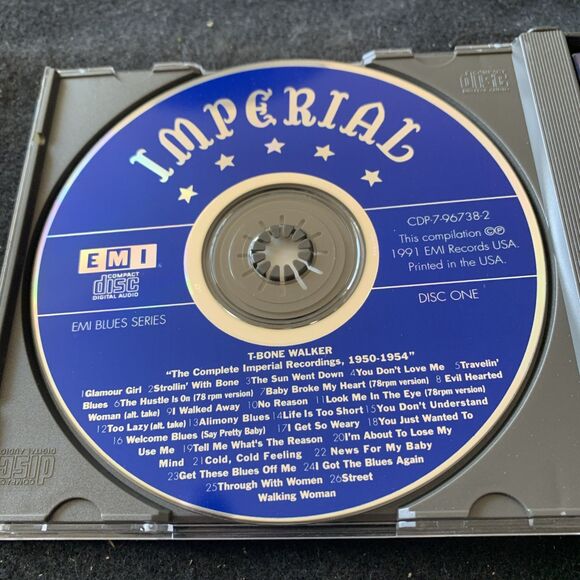 IMPERIAL
COMPACT
disc
DIGITAL AUDIO
EMI
COMPACT
disc
DIGITAL AUDIO
EMI BLUES SERIES
CDP-7-96738-2
This compilation ©℗
1991 EMI Records USA.
Printed in the USA.
DISC ONE
T-BONE WALKER
"The Complete Imperial Recordings, 1950-1954"
1Glamour Girl 2Strollin' With Bone 3The Sun Went Down 4You Don't Love Me 5Travelin'
Blues 6The Hustle Is On (78 rpm version) 7Baby Broke My Heart (78rpm version) 8 Evil Hearted
Woman (alt. take) 9I Walked Away 10No Reason 11Look Me In The Eye (78rpm version)
12Too Lazy (alt. take) 13Alimony Blues 14Life Is Too Short 15You Don't Understand
16 Welcome Blues (Say Pretty Baby) 17I Get So Weary 18You Just Wanted To
Use Me 19Tell Me What's The Reason 20I'm About To Lose My
Mind 21Cold, Cold Feeling 22 News For My Baby
23Get These Blues Off Me 24I Got The Blues Again
25Through With Women 26Street
Walking Woman
disc